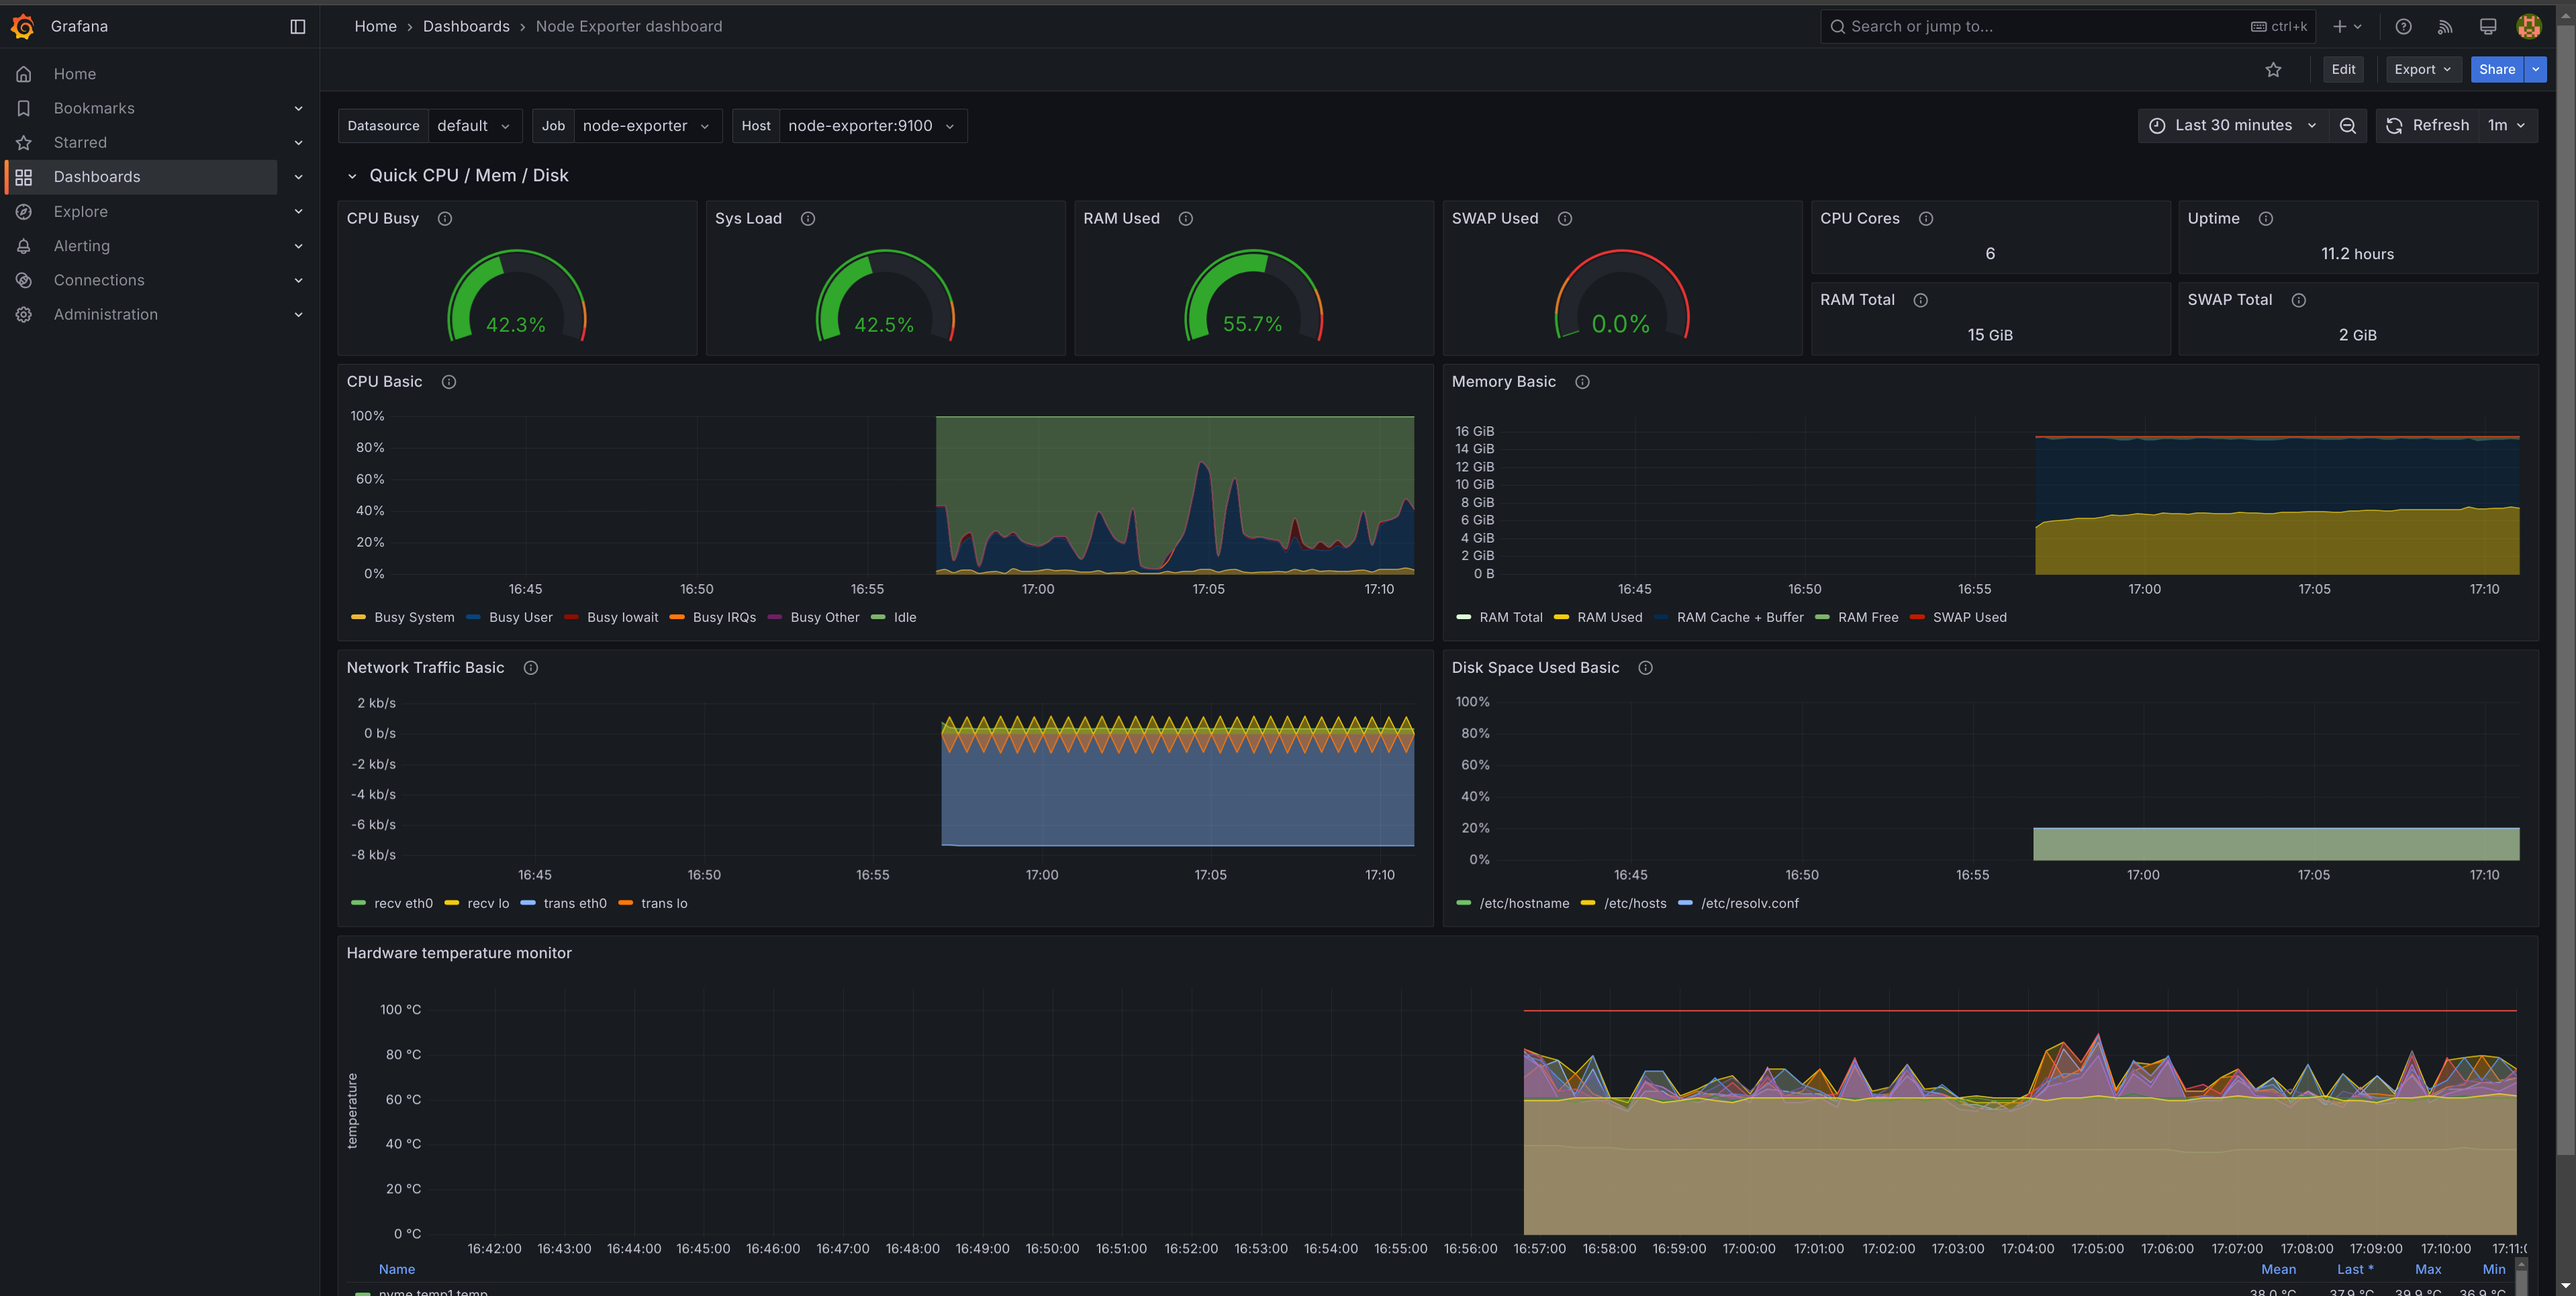 Grafana
Home › Dashboards › Node Exporter dashboard
Search or jump to...
ctrl+k
Home
Bookmarks
Starred
Dashboards
Explore
Alerting
Connections
Administration
Edit
Export
Share
Datasource default
Job node-exporter
Host node-exporter:9100
Last 30 minutes
Refresh 1m
Quick CPU / Mem / Disk
CPU Busy
42.3%
Sys Load
42.5%
RAM Used
55.7%
SWAP Used
0.0%
CPU Cores
6
Uptime
11.2 hours
RAM Total
15 GiB
SWAP Total
2 GiB
CPU Basic
100%
80%
60%
40%
20%
0%
16:45 16:50 16:55 17:00 17:05 17:10
Busy System Busy User Busy Iowait Busy IRQs Busy Other Idle
Memory Basic
16 GiB
14 GiB
12 GiB
10 GiB
8 GiB
6 GiB
4 GiB
2 GiB
0 B
16:45 16:50 16:55 17:00 17:05 17:10
RAM Total RAM Used RAM Cache + Buffer RAM Free SWAP Used
Network Traffic Basic
2 kb/s
0 b/s
-2 kb/s
-4 kb/s
-6 kb/s
-8 kb/s
16:45 16:50 16:55 17:00 17:05 17:10
recv eth0 recv lo trans eth0 trans lo
Disk Space Used Basic
100%
80%
60%
40%
20%
0%
16:45 16:50 16:55 17:00 17:05 17:10
/etc/hostname /etc/hosts /etc/resolv.conf
Hardware temperature monitor
temperature
100 °C
80 °C
60 °C
40 °C
20 °C
0 °C
16:42:00 16:43:00 16:44:00 16:45:00 16:46:00 16:47:00 16:48:00 16:49:00 16:50:00 16:51:00 16:52:00 16:53:00 16:54:00 16:55:00 16:56:00 16:57:00 16:58:00 16:59:00 17:00:00 17:01:00 17:02:00 17:03:00 17:04:00 17:05:00 17:06:00 17:07:00 17:08:00 17:09:00 17:10:00 17:11:0
Name Mean Last * Max Min
nvme temp1 temp 38.0 °C 37.9 °C 39.9 °C 36.9 °C